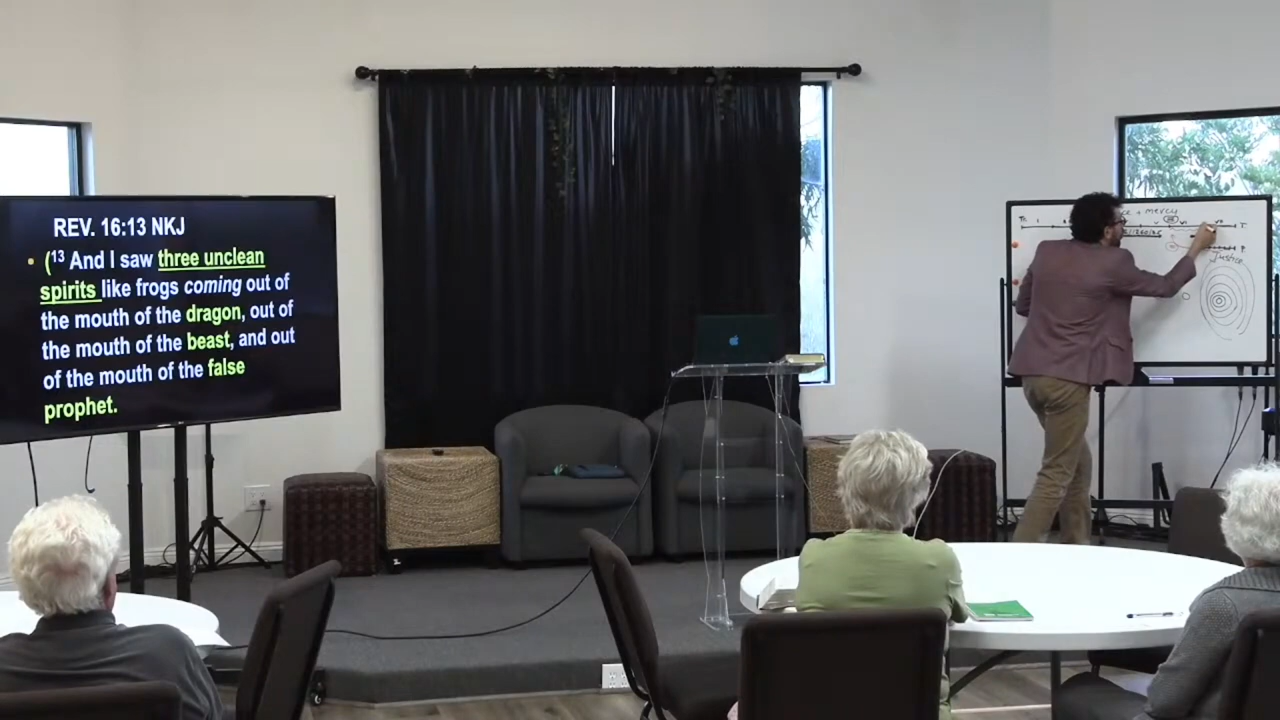 REV. 16:13 NKJ
• (13 And I saw three unclean
spirits like frogs coming out of
the mouth of the dragon, out of
the mouth of the beast, and out
of the mouth of the false
prophet.
+ mercy
Justice